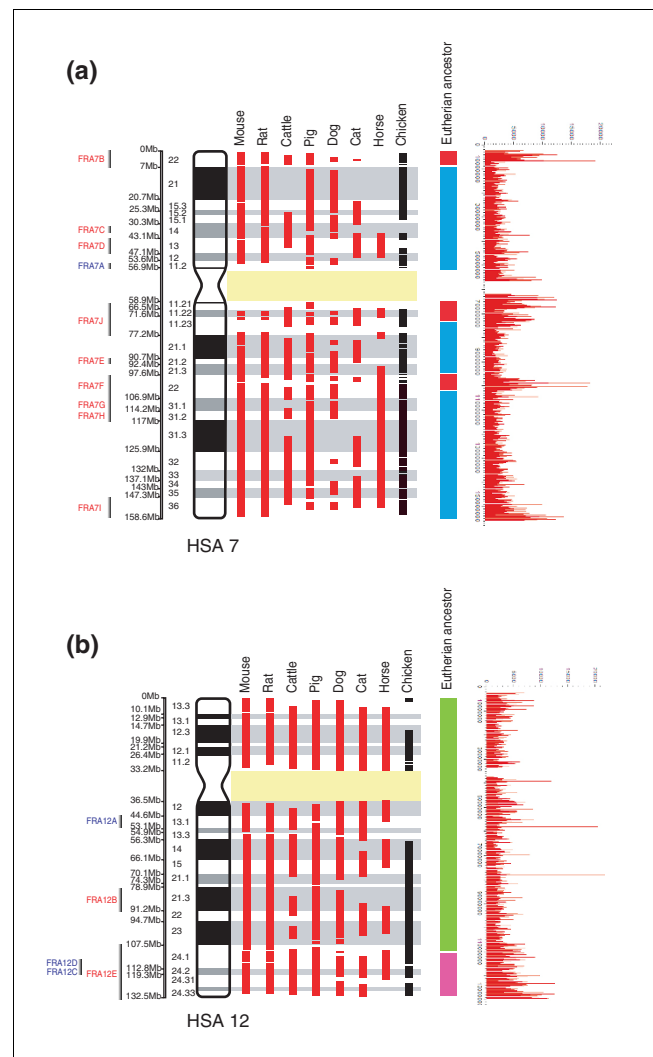 (a)
Mouse
Rat
Cattle
Pig
Dog
Cat
Horse
Chicken
Eutherian ancestor
0
5000
10000
15000
20000
FRA7B
FRA7C
FRA7D
FRA7A
FRA7J
FRA7E
FRA7F
FRA7G
FRA7H
FRA7I
0Mb
7Mb
20.7Mb
25.3Mb
30.3Mb
43.1Mb
47.1Mb
53.6Mb
56.9Mb
58.9Mb
66.5Mb
71.6Mb
77.2Mb
90.7Mb
92.4Mb
97.6Mb
106.9Mb
114.2Mb
117Mb
125.9Mb
132Mb
137.1Mb
143Mb
147.3Mb
158.6Mb
22
21
15.3
15.2
15.1
14
13
12
11.2
11.21
11.22
11.23
21.1
21.2
21.3
22
31.1
31.2
31.3
32
33
34
35
36
HSA 7
(b)
Mouse
Rat
Cattle
Pig
Dog
Cat
Horse
Chicken
Eutherian ancestor
FRA12A
FRA12B
FRA12D
FRA12C
FRA12E
0Mb
10.1Mb
12.9Mb
14.7Mb
19.9Mb
21.2Mb
26.4Mb
33.2Mb
36.5Mb
44.6Mb
53.1Mb
54.9Mb
56.3Mb
66.1Mb
70.1Mb
74.3Mb
78.9Mb
91.2Mb
94.7Mb
107.5Mb
112.8Mb
119.3Mb
132.5Mb
13.3
13.1
12.3
12.1
11.2
12
13.1
13.3
14
15
21.1
21.3
22
23
24.1
24.2
24.31
24.33
HSA 12